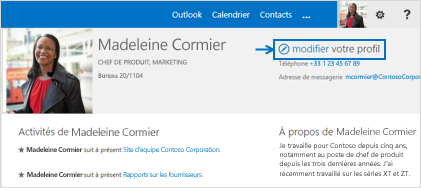 Outlook Calendrier Contacts ...
Madeleine Cormier
CHEF DE PRODUIT, MARKETING
Bureau 20/1104
modifier votre profil
Téléphone +33 1 23 45 67 89
Adresse de messagerie mcormier@ContosoCorpo
Activités de Madeleine Cormier
Madeleine Cormier suit à présent Site d'équipe Contoso Corporation.
Madeleine Cormier suit à présent Rapports sur les fournisseurs.
À propos de Madeleine Cormier
Je travaille pour Contoso depuis cinq ans,
notamment au poste de chef de produit
depuis les trois dernières années. J'ai
récemment travaillé sur les séries XT et ZT.